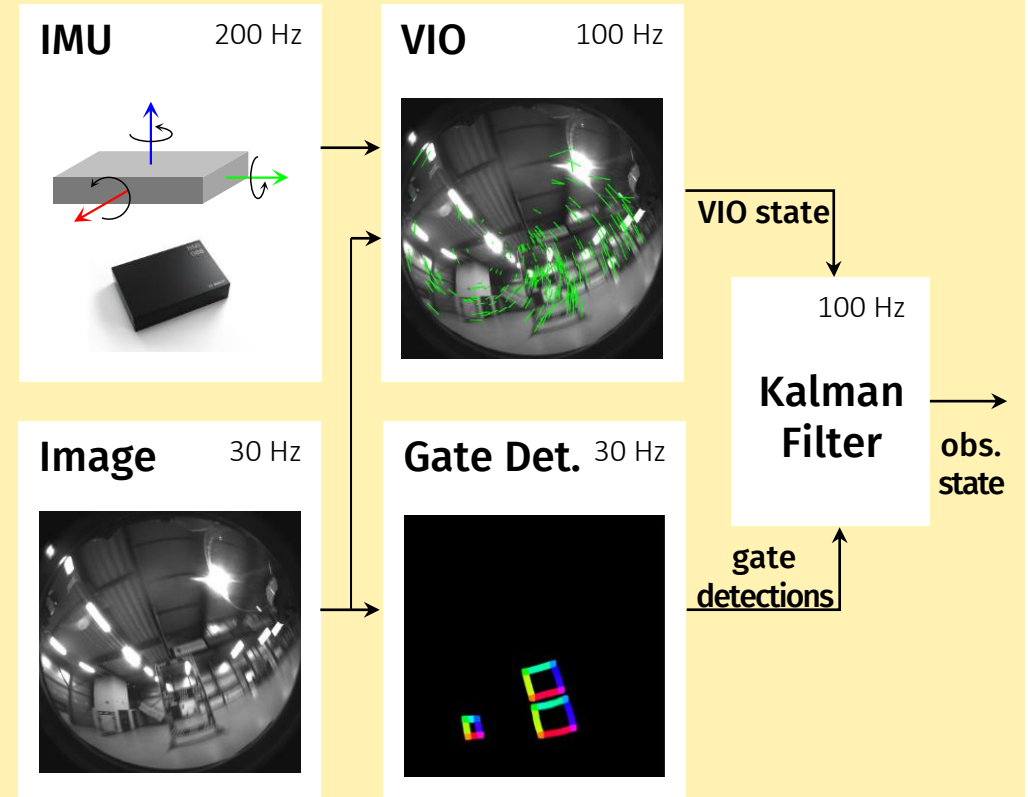 IMU 200 Hz
VIO 100 Hz
VIO state
100 Hz
Kalman
Filter
obs.
state
Image 30 Hz
Gate Det. 30 Hz
gate
detections